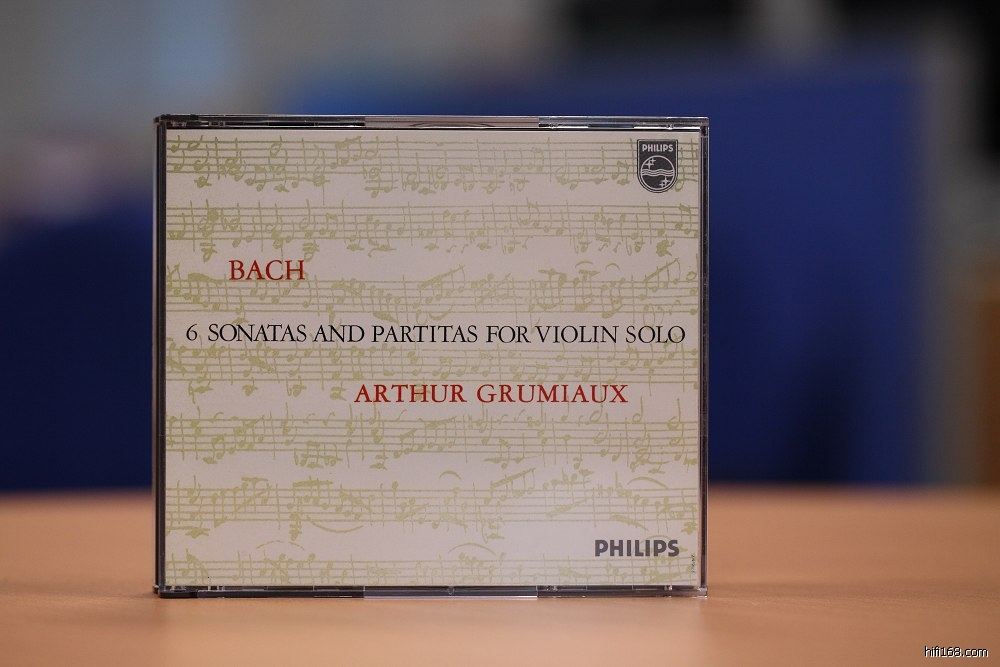 PHILIPS
BACH
6 SONATAS AND PARTITAS FOR VIOLIN SOLO
ARTHUR GRUMIAUX
PHILIPS
hifi168.com